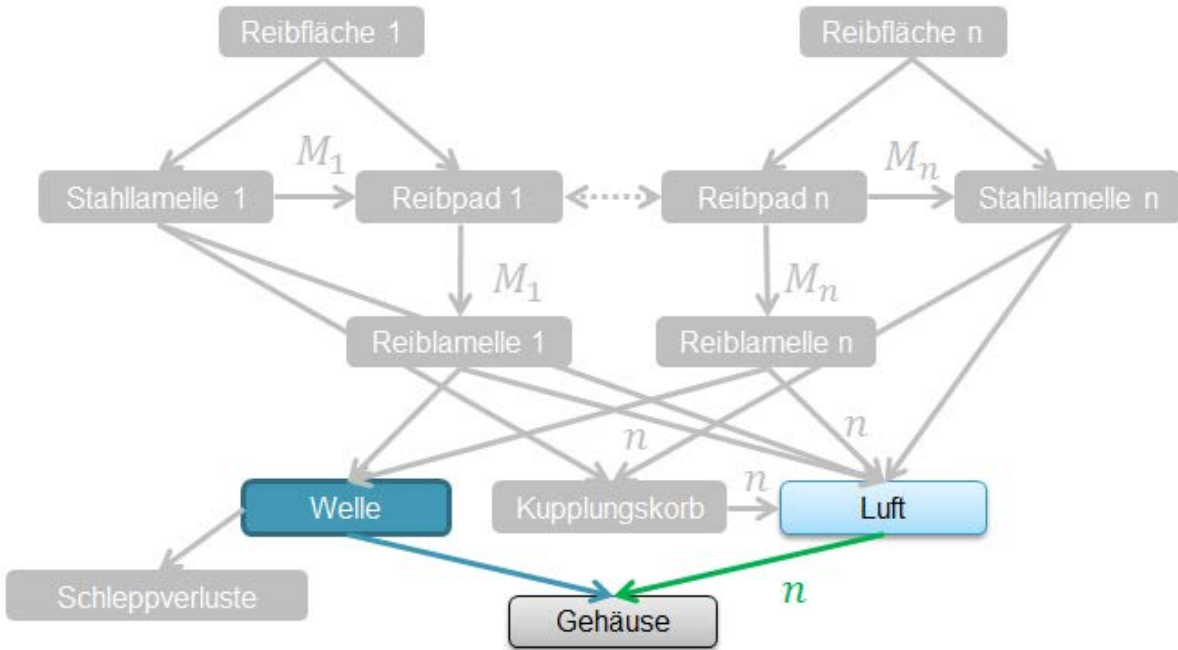 Reibfläche 1
Reibfläche n
M₁
Mₙ
Stahllamelle 1
Reibpad 1
Reibpad n
Stahllamelle n
M₁
Mₙ
Reiblamelle 1
Reiblamelle n
n
n
n
Welle
Kupplungskorb
Luft
Schleppverluste
n
Gehäuse